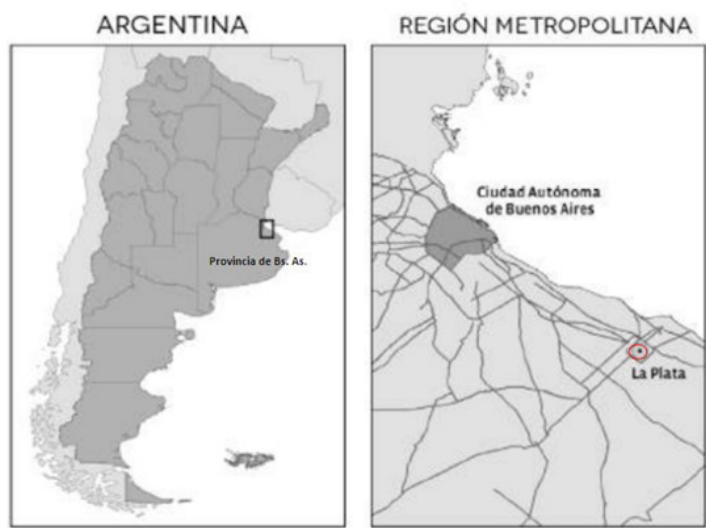 ARGENTINA
Provincia de Bs. As.
REGIÓN METROPOLITANA
Ciudad Autónoma
de Buenos Aires
La Plata